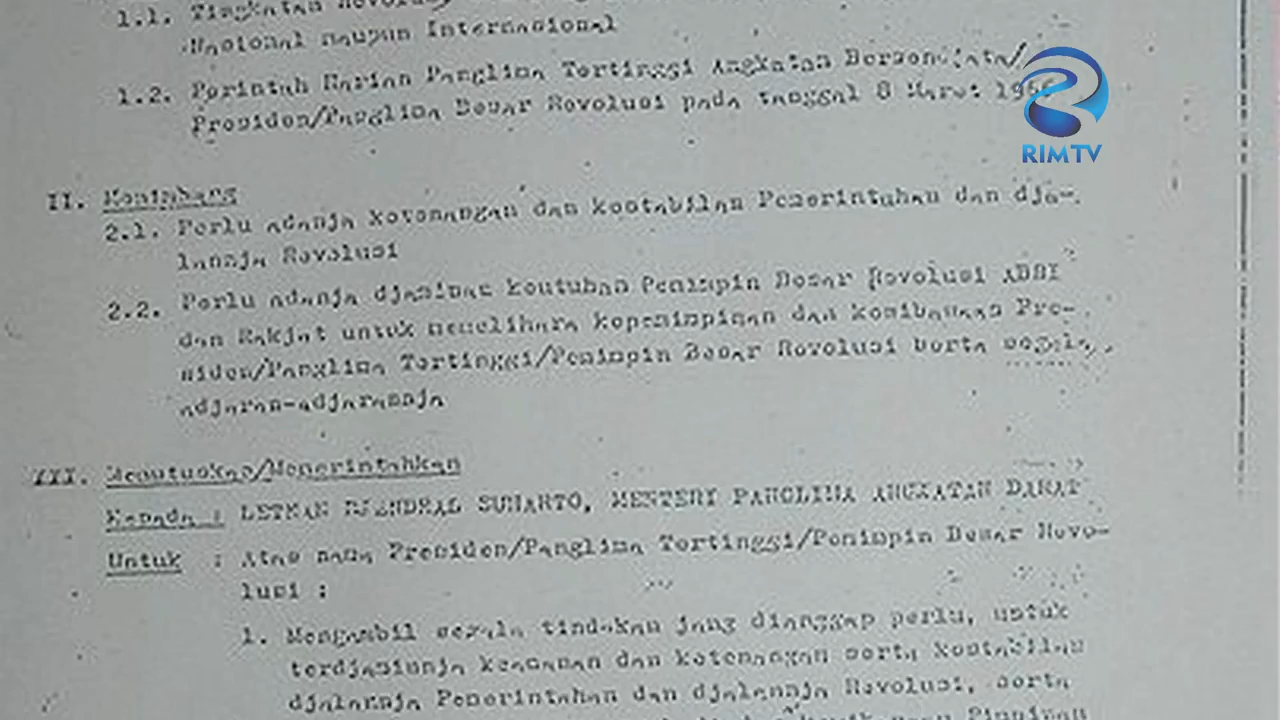 1.1. Tingkatan Revolusi
Nasional maupun Internasional
1.2. Perintah Harian Panglima Tertinggi Angkatan Bersendjata/
Presiden/Panglima Besar Revolusi pada tanggal 8 Maret 1966
RIMTV
II. Menimbang
2.1. Perlu adanja ketenangan dan kestabilan Pemerintahan dan dja-
lannja Revolusi
2.2. Perlu adanja djaminan keutuhan Pemimpin Besar Revolusi ABRI
dan Rakjat untuk memelihara kepemimpinan dan kewibawaan Pre-
siden/Panglima Tertinggi/Pemimpin Besar Revolusi serta segala
adjaran-adjarannja
III. Memutuskan/Memerintahkan
Kepada : LETNAN DJENDRAL SUHARTO, MENTERI PANGLIMA ANGKATAN DARAT
Untuk : Atas nama Presiden/Panglima Tertinggi/Pemimpin Besar Revo-
lusi :
1. Mengambil segala tindakan jang dianggap perlu, untuk
terdjaminnja keamanan dan ketenangan serta kestabilan
djalannja Pemerintahan dan djalannja Revolusi, serta
Pimpinan